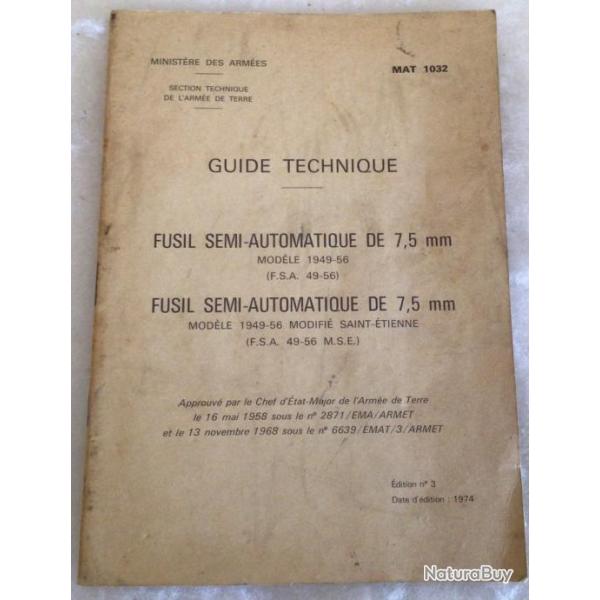 MINISTÈRE DES ARMÉES
MAT 1032
SECTION TECHNIQUE
DE L'ARMÉE DE TERRE
GUIDE TECHNIQUE
FUSIL SEMI-AUTOMATIQUE DE 7,5 mm
MODÈLE 1949-56
(F.S.A. 49-56)
FUSIL SEMI-AUTOMATIQUE DE 7,5 mm
MODÈLE 1949-56 MODIFIÉ SAINT-ÉTIENNE
(F.S.A. 49-56 M.S.E.)
Approuvé par le Chef d'État-Major de l'Armée de Terre
le 16 mai 1958 sous le n° 2871/EMA/ARMET
et le 13 novembre 1968 sous le n° 6639/EMAT/3/ARMET
Édition n° 3
Date d'édition : 1974
NaturaBuy